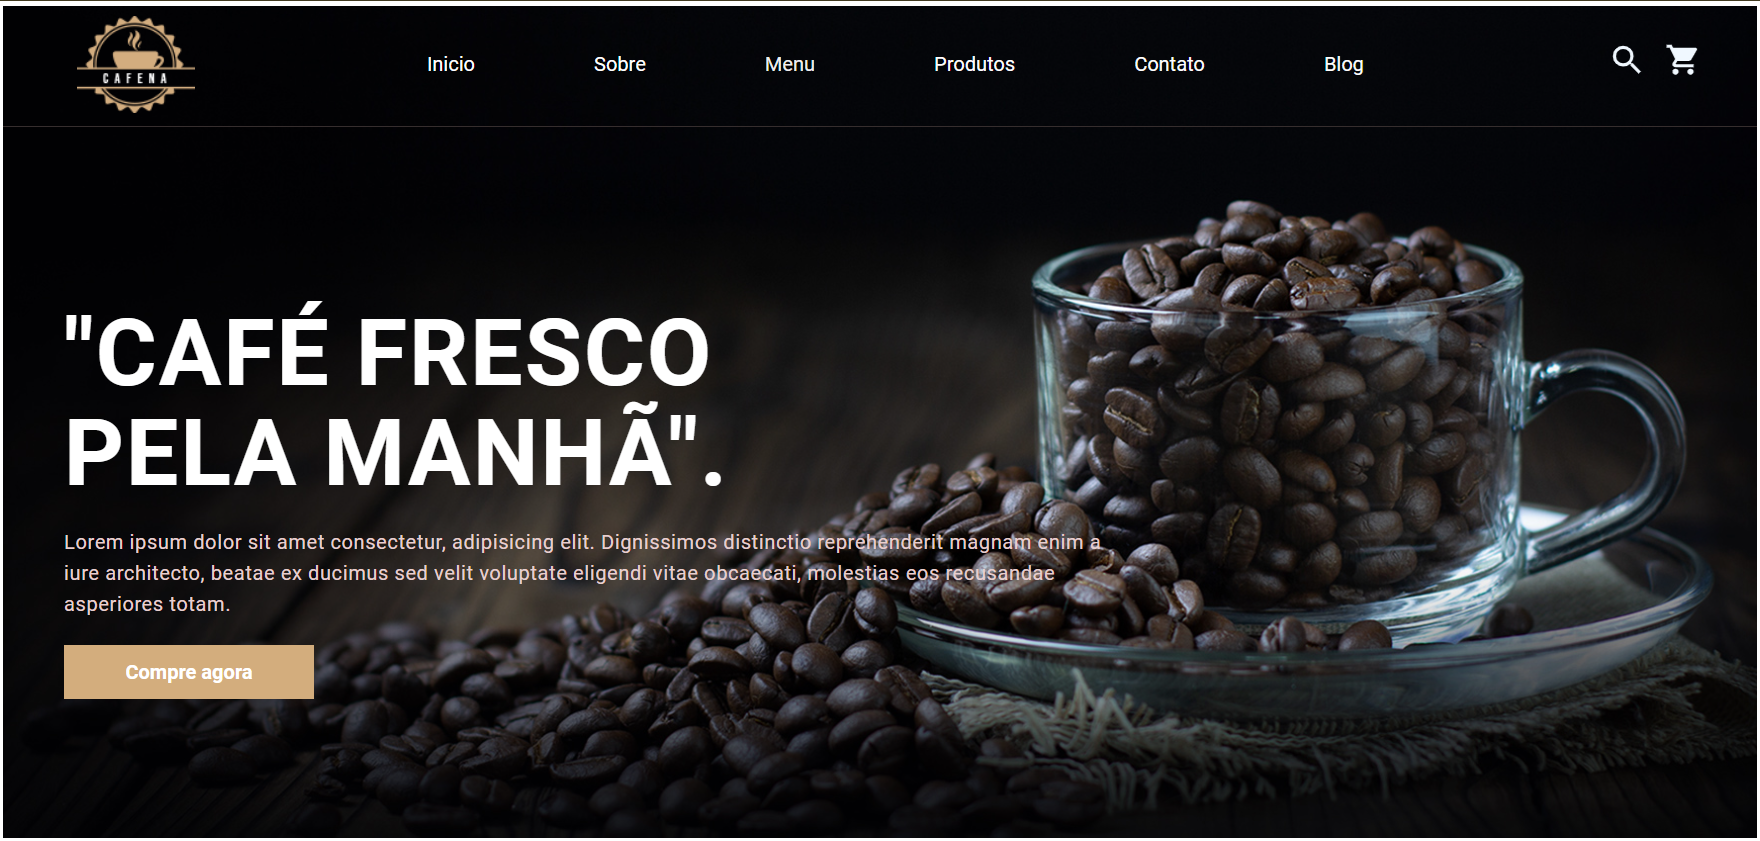 CAFENA
Inicio
Sobre
Menu
Produtos
Contato
Blog
"CAFÉ FRESCO
PELA MANHÃ".
Lorem ipsum dolor sit amet consectetur, adipisicing elit. Dignissimos distinctio reprehenderit magnam enim a
iure architecto, beatae ex ducimus sed velit voluptate eligendi vitae obcaecati, molestias eos recusandae
asperiores totam.
Compre agora